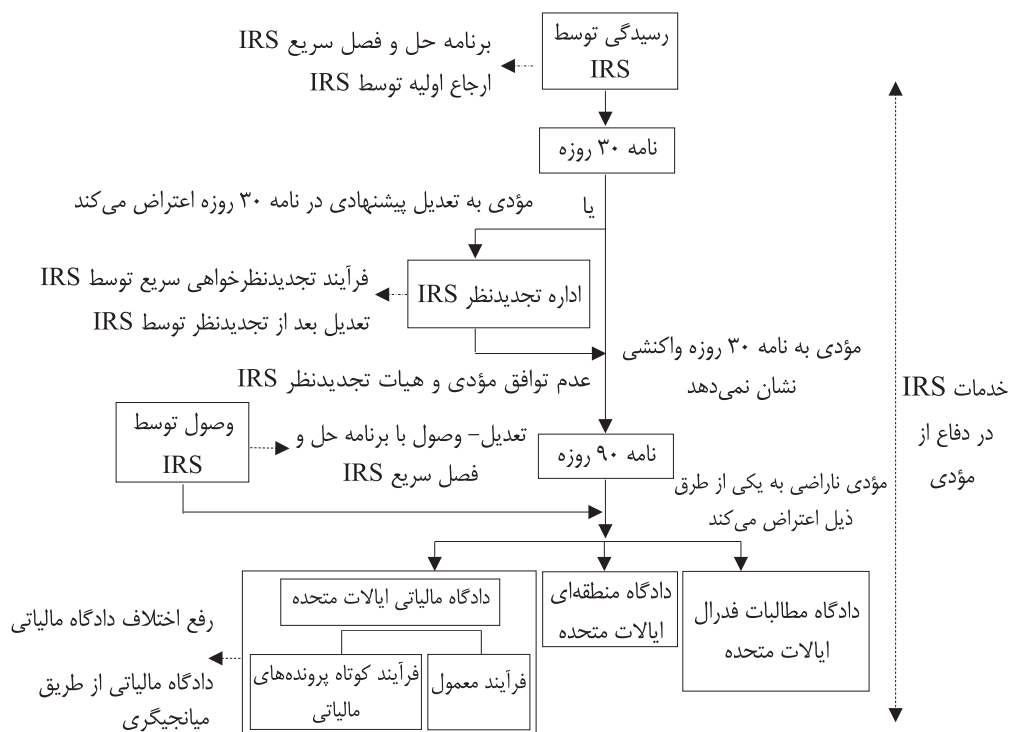 رسیدگی توسط
IRS
برنامه حل و فصل سریع IRS
ارجاع اولیه توسط IRS
نامه ۳۰ روزه
یا
مؤدی به تعدیل پیشنهادی در نامه ۳۰ روزه اعتراض می‌کند
اداره تجدیدنظر IRS
فرآیند تجدیدنظرخواهی سریع توسط IRS
تعدیل بعد از تجدیدنظر توسط IRS
مؤدی به نامه ۳۰ روزه واکنشی
نشان نمی‌دهد
عدم توافق مؤدی و هیات تجدیدنظر IRS
خدمات IRS
در دفاع از
مؤدی
وصول توسط
IRS
تعدیل- وصول با برنامه حل و
فصل سریع IRS
نامه ۹۰ روزه
مؤدی ناراضی به یکی از طرق
ذیل اعتراض می‌کند
دادگاه مطالبات فدرال
ایالات متحده
دادگاه منطقه‌ای
ایالات متحده
دادگاه مالیاتی ایالات متحده
فرآیند معمول
فرآیند کوتاه پرونده‌های
مالیاتی
رفع اختلاف دادگاه مالیاتی
دادگاه مالیاتی از طریق
میانجیگری